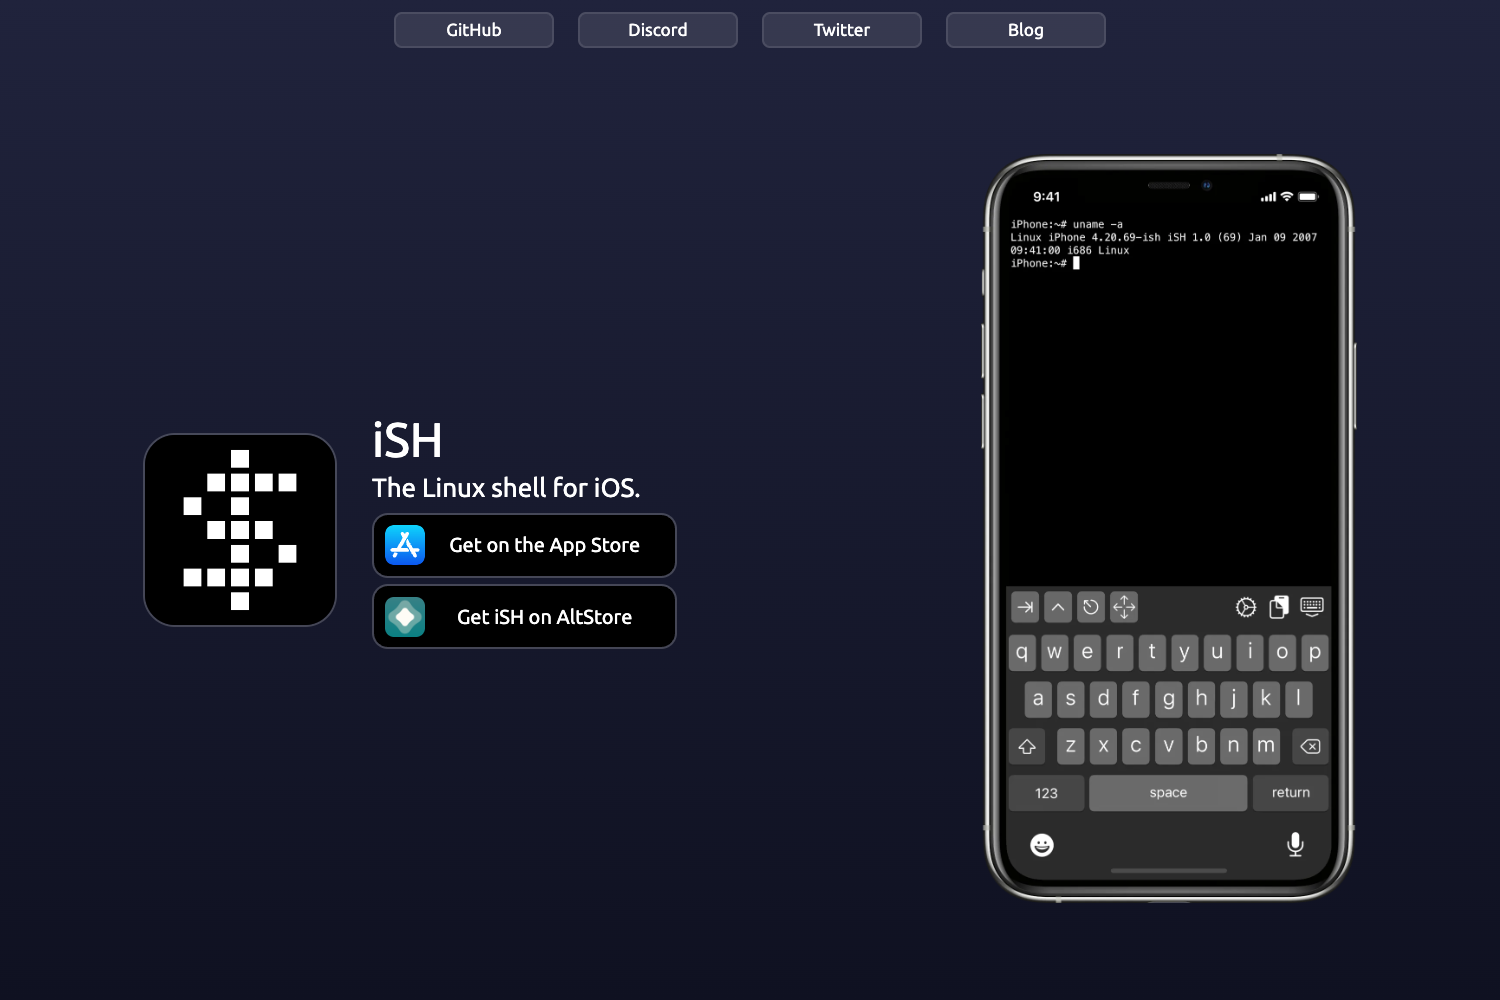 GitHub
Discord
Twitter
Blog
iSH
The Linux shell for iOS.
Get on the App Store
Get iSH on AltStore
9:41
iPhone:~# uname -a
Linux iPhone 4.20.69-ish iSH 1.0 (69) Jan 09 2007
09:41:00 i686 Linux
iPhone:~#
q w e r t y u i o p
a s d f g h j k l
z x c v b n m
123 space return